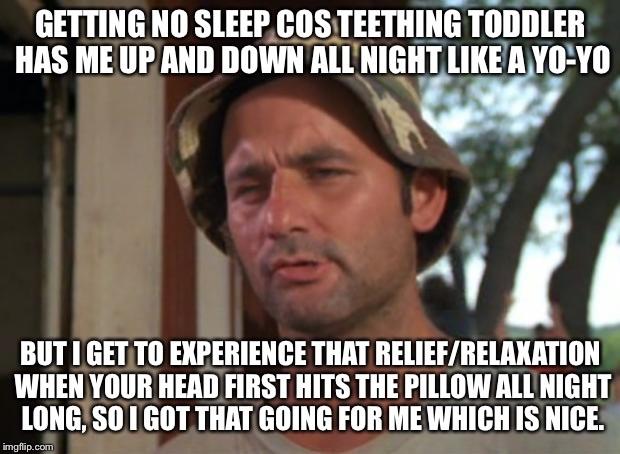 GETTING NO SLEEP COS TEETHING TODDLER
HAS ME UP AND DOWN ALL NIGHT LIKE A YO-YO
BUT I GET TO EXPERIENCE THAT RELIEF/RELAXATION
WHEN YOUR HEAD FIRST HITS THE PILLOW ALL NIGHT
LONG, SO I GOT THAT GOING FOR ME WHICH IS NICE.
imgflip.com